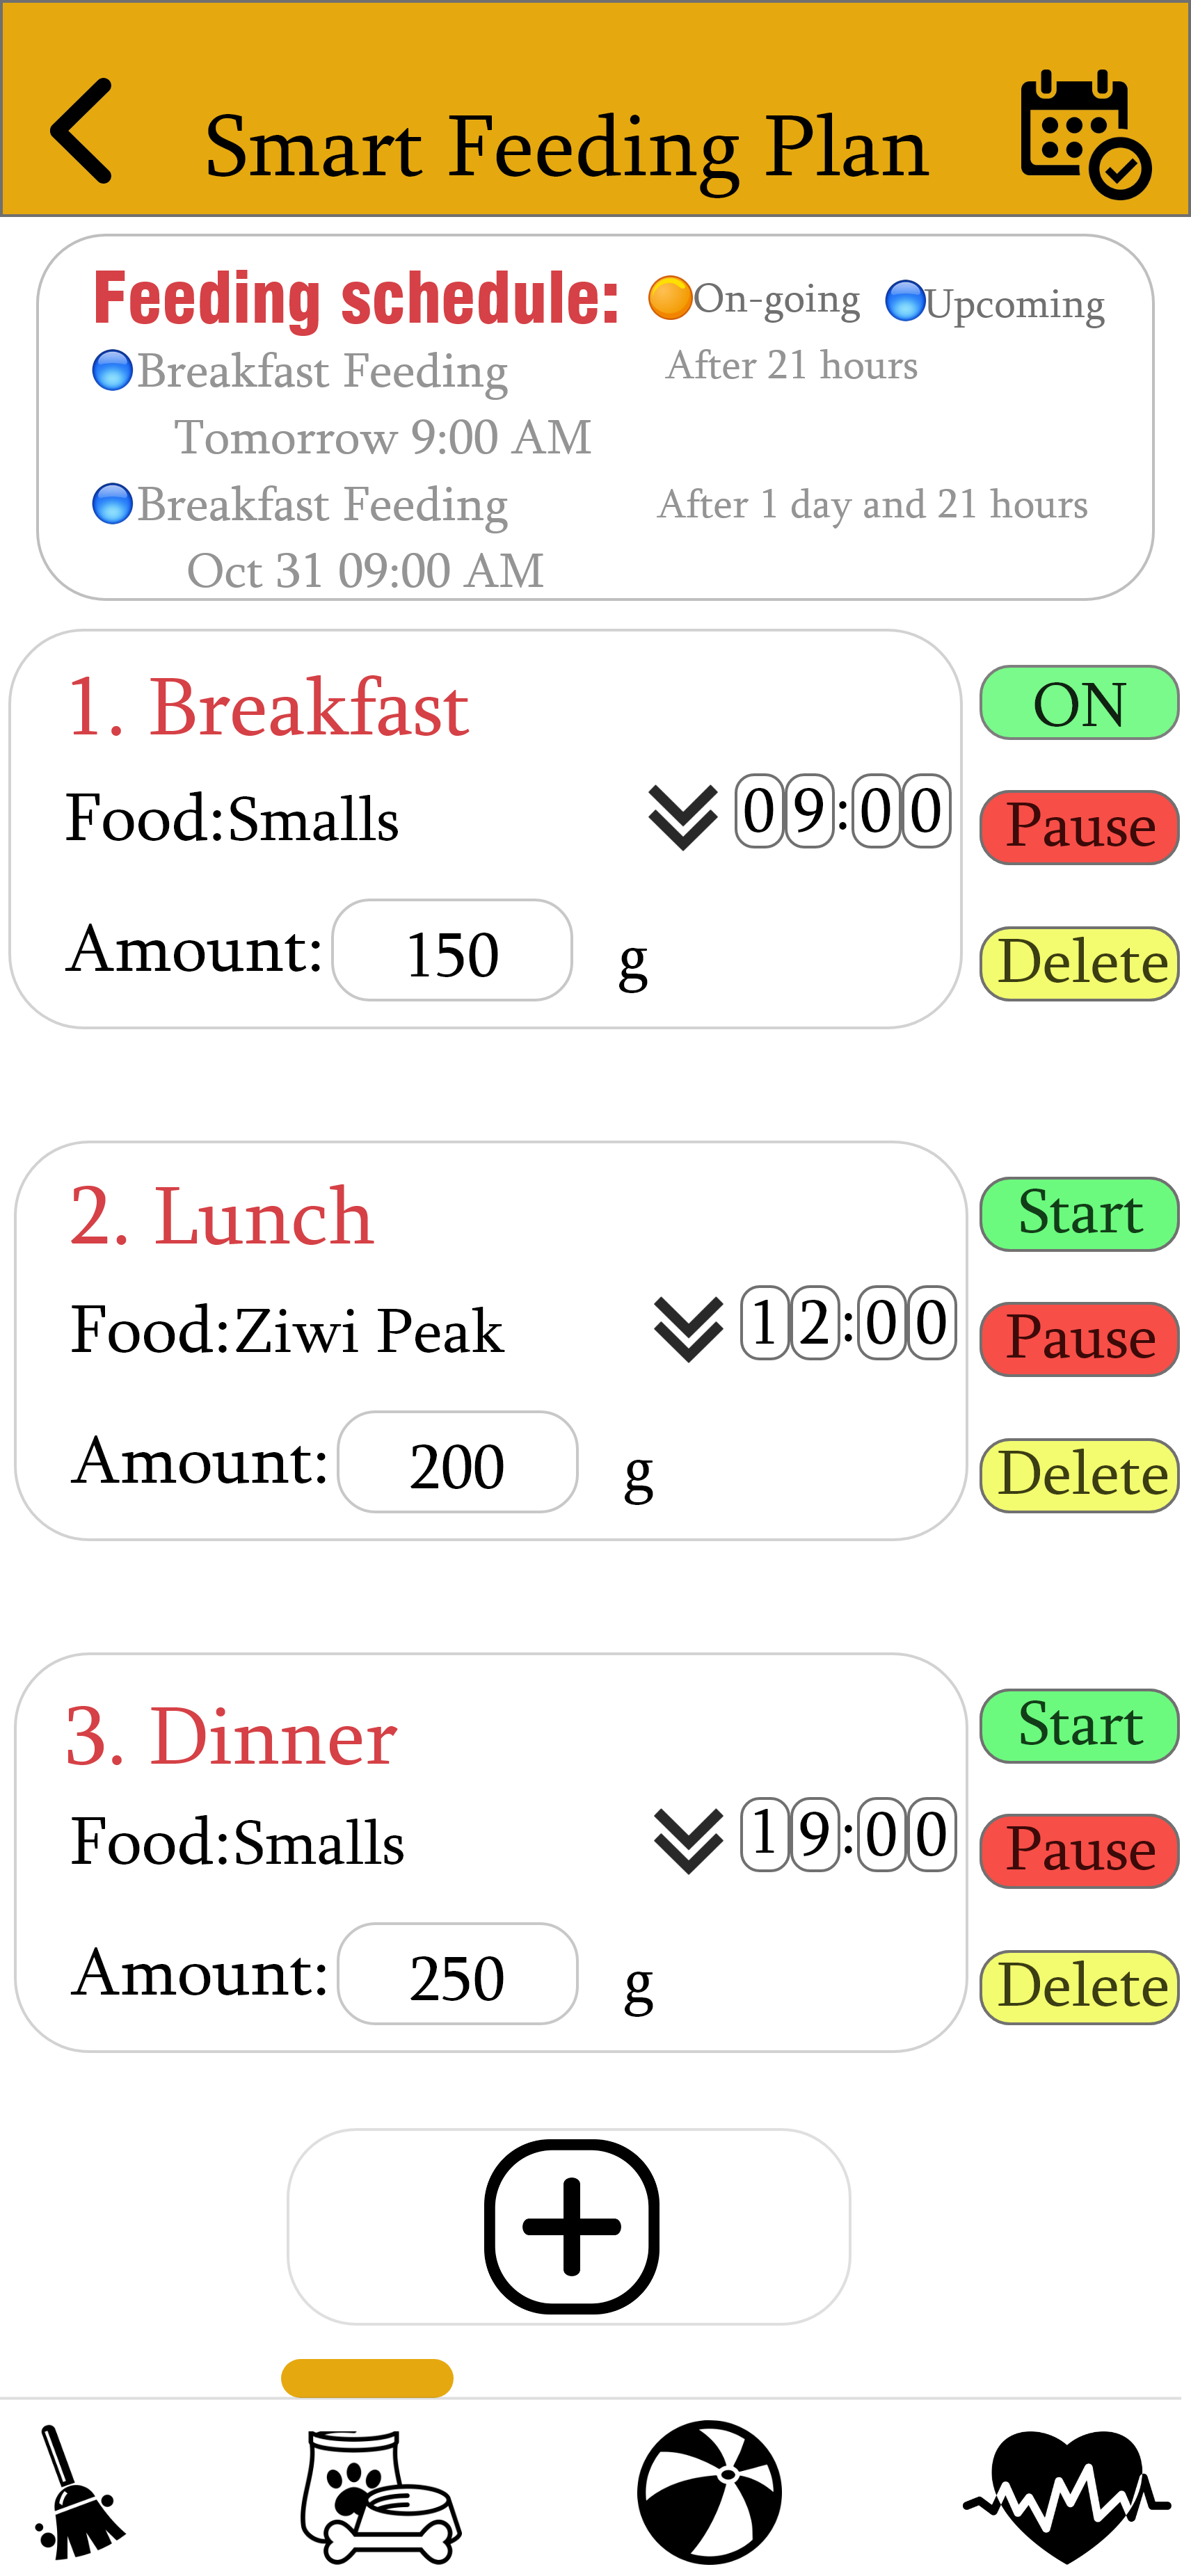 Smart Feeding Plan
Feeding schedule: On-going Upcoming
Breakfast Feeding After 21 hours
Tomorrow 9:00 AM
Breakfast Feeding After 1 day and 21 hours
Oct 31 09:00 AM
1. Breakfast
ON
Food:Smalls 09:00
Pause
Amount: 150 g
Delete
2. Lunch
Start
Food:Ziwi Peak 12:00
Pause
Amount: 200 g
Delete
3. Dinner
Start
Food:Smalls 19:00
Pause
Amount: 250 g
Delete